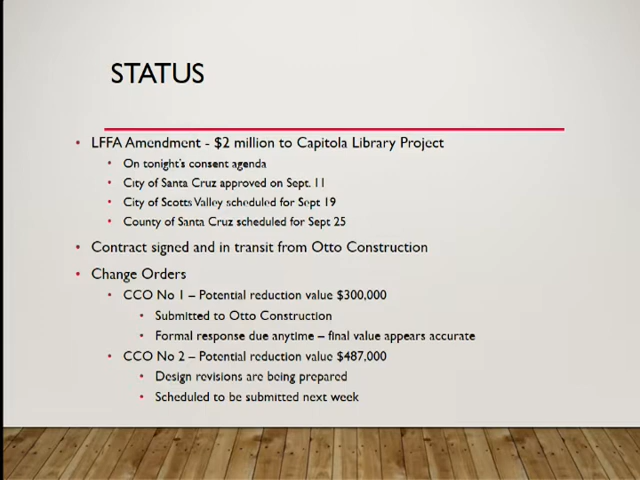 STATUS
• LFFA Amendment - $2 million to Capitola Library Project
• On tonight's consent agenda
• City of Santa Cruz approved on Sept. 11
• City of Scotts Valley scheduled for Sept 19
• County of Santa Cruz scheduled for Sept 25
• Contract signed and in transit from Otto Construction
• Change Orders
• CCO No 1 – Potential reduction value $300,000
• Submitted to Otto Construction
• Formal response due anytime – final value appears accurate
• CCO No 2 – Potential reduction value $487,000
• Design revisions are being prepared
• Scheduled to be submitted next week